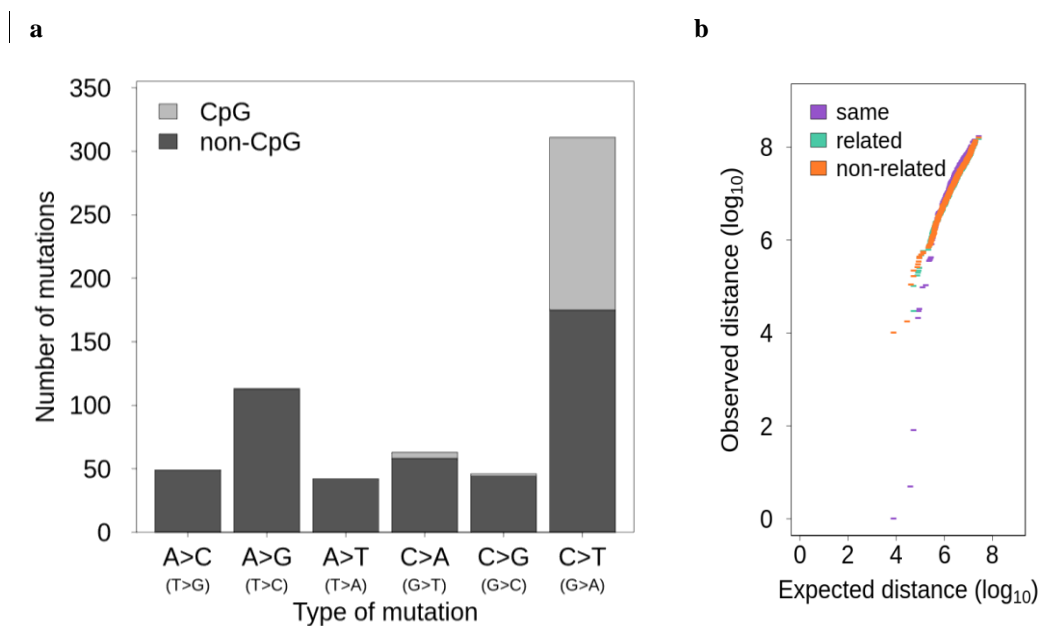 a
b
350
300
250
200
150
100
50
0
Number of mutations
CpG
non-CpG
A>C
A>G
A>T
C>A
C>G
C>T
(T>G)
(T>C)
(T>A)
(G>T)
(G>C)
(G>A)
Type of mutation
same
related
non-related
8
6
4
2
0
Observed distance (log10)
0 2 4 6 8
Expected distance (log10)